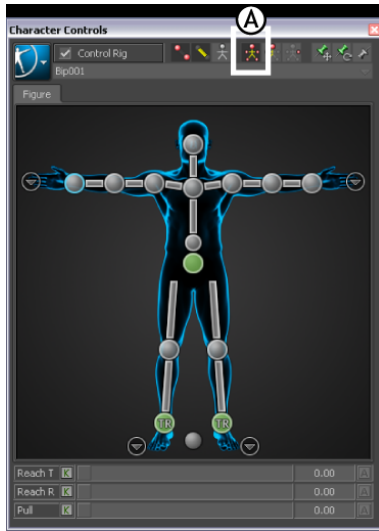 A
Character Controls
Control Rig
Bip001
Figure
TR TR
Reach T K 0.00 A
Reach R K 0.00 A
Pull K 0.00 A